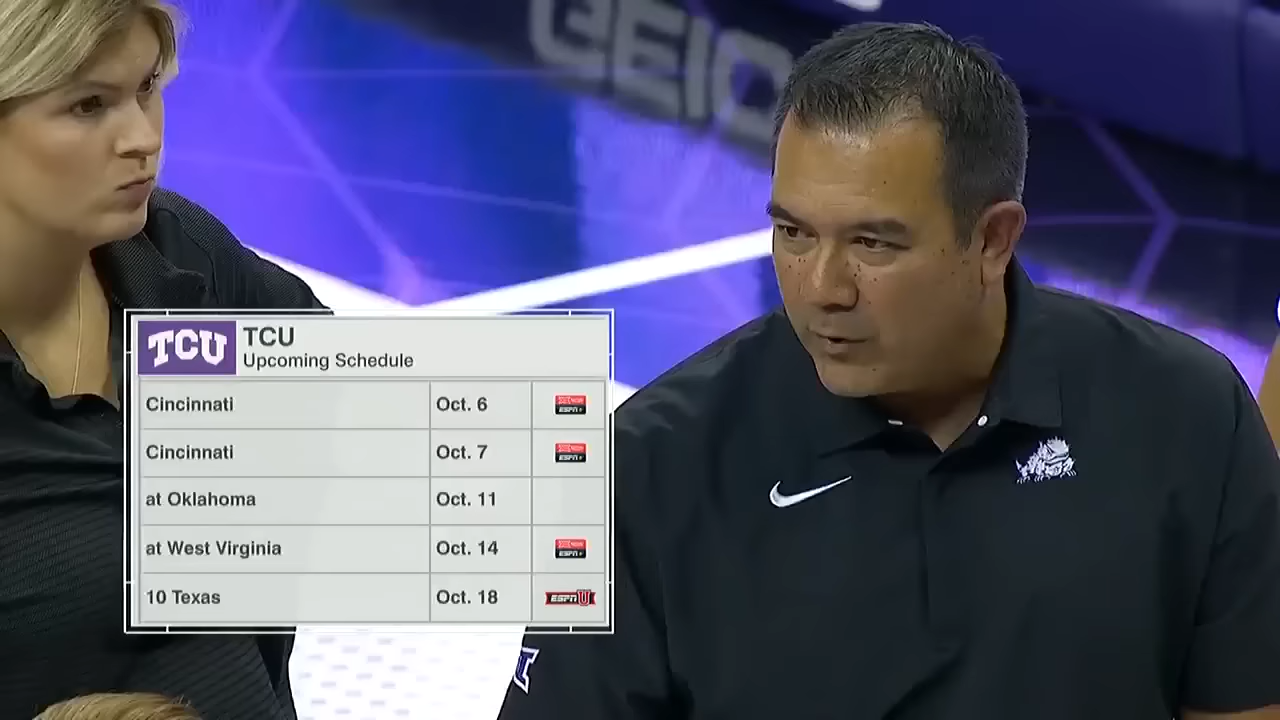 GEICO
TCU
TCU
Upcoming Schedule
Cincinnati Oct. 6 ESPN+
Cincinnati Oct. 7 ESPN+
at Oklahoma Oct. 11
at West Virginia Oct. 14 ESPN+
10 Texas Oct. 18 ESPNU